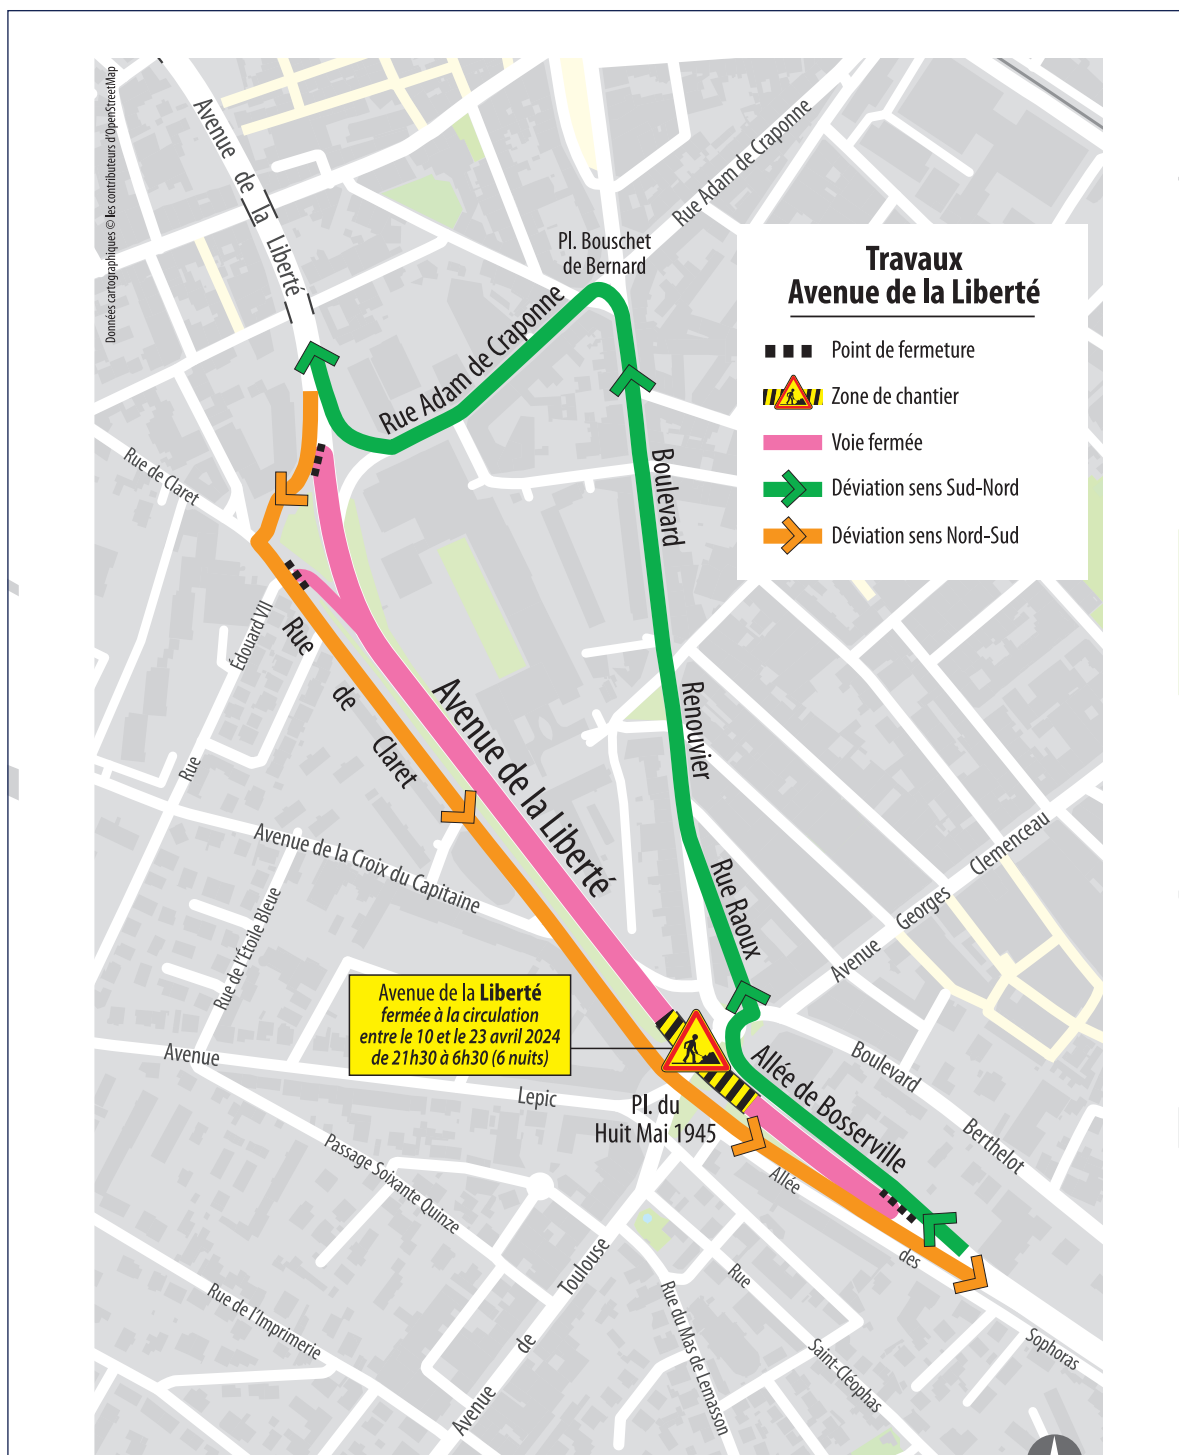 Données cartographiques © les contributeurs d'OpenStreetMap
Avenue de la Liberté
Rue Adam de Craponne
Pl. Bouschet
de Bernard
Travaux
Avenue de la Liberté
Point de fermeture
Zone de chantier
Voie fermée
Déviation sens Sud-Nord
Déviation sens Nord-Sud
Rue Adam de Craponne
Rue de Claret
Boulevard Renouvier
Rue Édouard VII
Rue de Claret
Avenue de la Liberté
Avenue de la Croix du Capitaine
Rue de l'Étoile Bleue
Rue Raoux
Avenue Georges Clemenceau
Avenue de la Liberté
fermée à la circulation
entre le 10 et le 23 avril 2024
de 21h30 à 6h30 (6 nuits)
Avenue Lepic
Pl. du
Huit Mai 1945
Allée de Bosserville
Boulevard Berthelot
Passage Soixante Quinze
Allée des Sophoras
Rue de l'Imprimerie
Avenue de Toulouse
Rue du Mas de Lemasson
Rue Saint-Cléophas